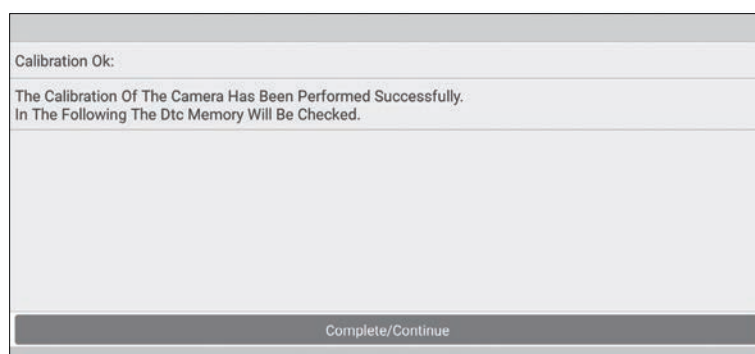 Calibration Ok:
The Calibration Of The Camera Has Been Performed Successfully.
In The Following The Dtc Memory Will Be Checked.
Complete/Continue